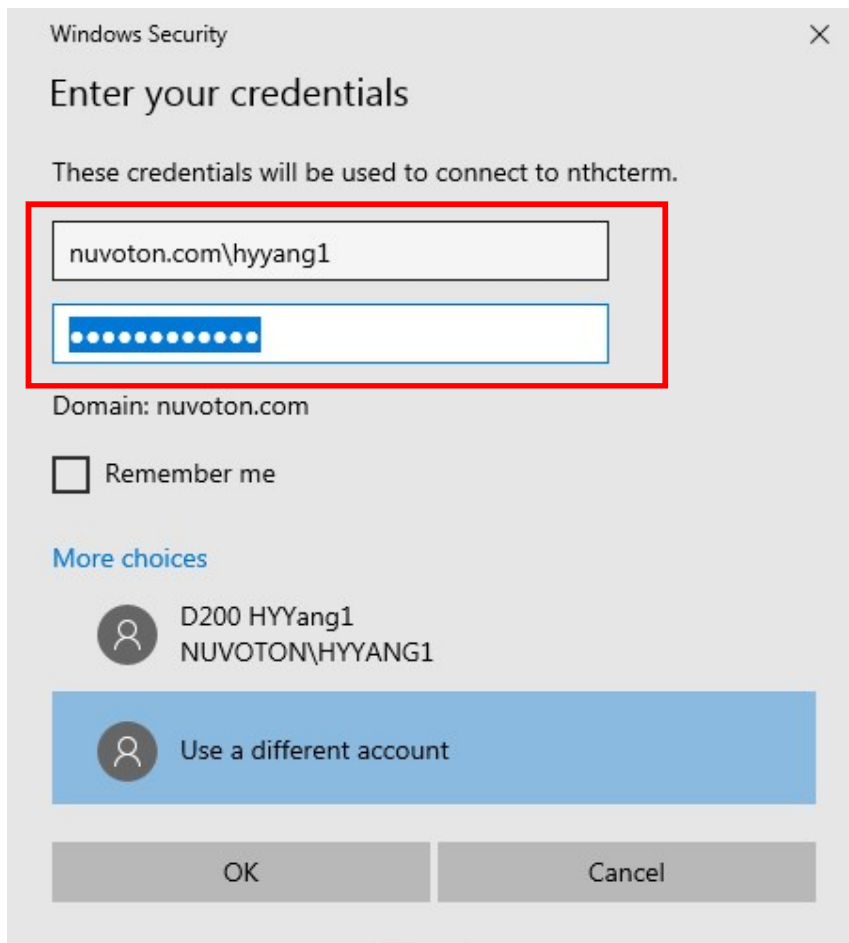 Windows Security
Enter your credentials
These credentials will be used to connect to nthcterm.
nuvoton.com\hyyang1
●●●●●●●●●●●●
Domain: nuvoton.com
Remember me
More choices
D200 HYYang1
NUVOTON\HYYANG1
Use a different account
OK
Cancel